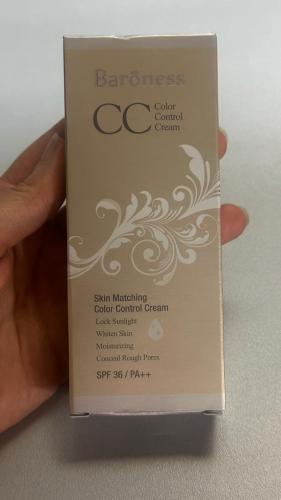 Barôness
CC Color
Control
Cream
Skin Matching
Color Control Cream
Lock Sunlight
Whiten Skin
Moisturizing
Conceal Rough Pores
SPF 36 / PA++